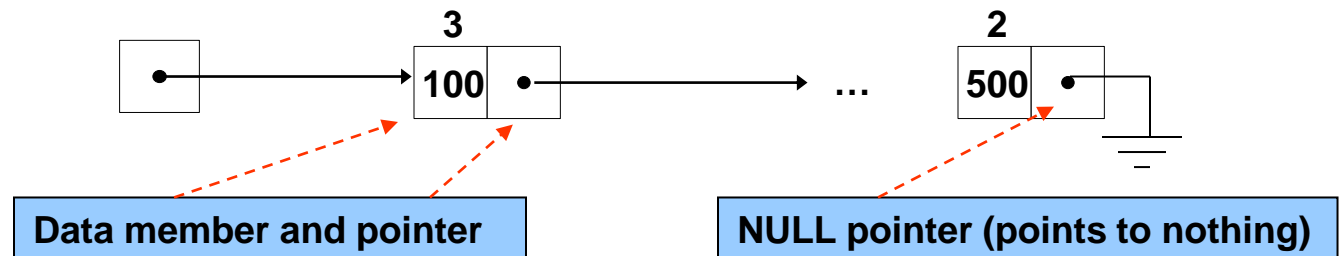 3 2
100 ... 500
Data member and pointer
NULL pointer (points to nothing)